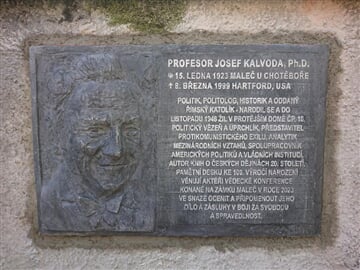 PROFESOR JOSEF KALVODA, Ph.D.
✶ 15. LEDNA 1923 MALEČ U CHOTĚBOŘE
✝ 8. BŘEZNA 1999 HARTFORD, USA
POLITIK, POLITOLOG, HISTORIK A ODDANÝ
ŘÍMSKÝ KATOLÍK - NARODIL SE A DO
LISTOPADU 1948 ŽIL V PROTĚJŠÍM DOMĚ ČP. 18.
POLITICKÝ VĚZEŇ A UPRCHLÍK, PŘEDSTAVITEL
PROTIKOMUNISTICKÉHO EXILU, ANALYTIK
MEZINÁRODNÍCH VZTAHŮ, SPOLUPRACOVNÍK
AMERICKÝCH POLITIKŮ A VLÁDNÍCH INSTITUCÍ,
AUTOR KNIH O ČESKÝCH DĚJINÁCH 20. STOLETÍ.
PAMĚTNÍ DESKU KE 100. VÝROČÍ NAROZENÍ
VĚNUJÍ AKTÉŘI VĚDECKÉ KONFERENCE
KONANÉ NA ZÁMKU MALEČ V ROCE 2023
VE SNAZE OCENIT A PŘIPOMENOUT JEHO
DÍLO A ZÁSLUHY V BOJI ZA SVOBODU
A SPRAVEDLNOST.